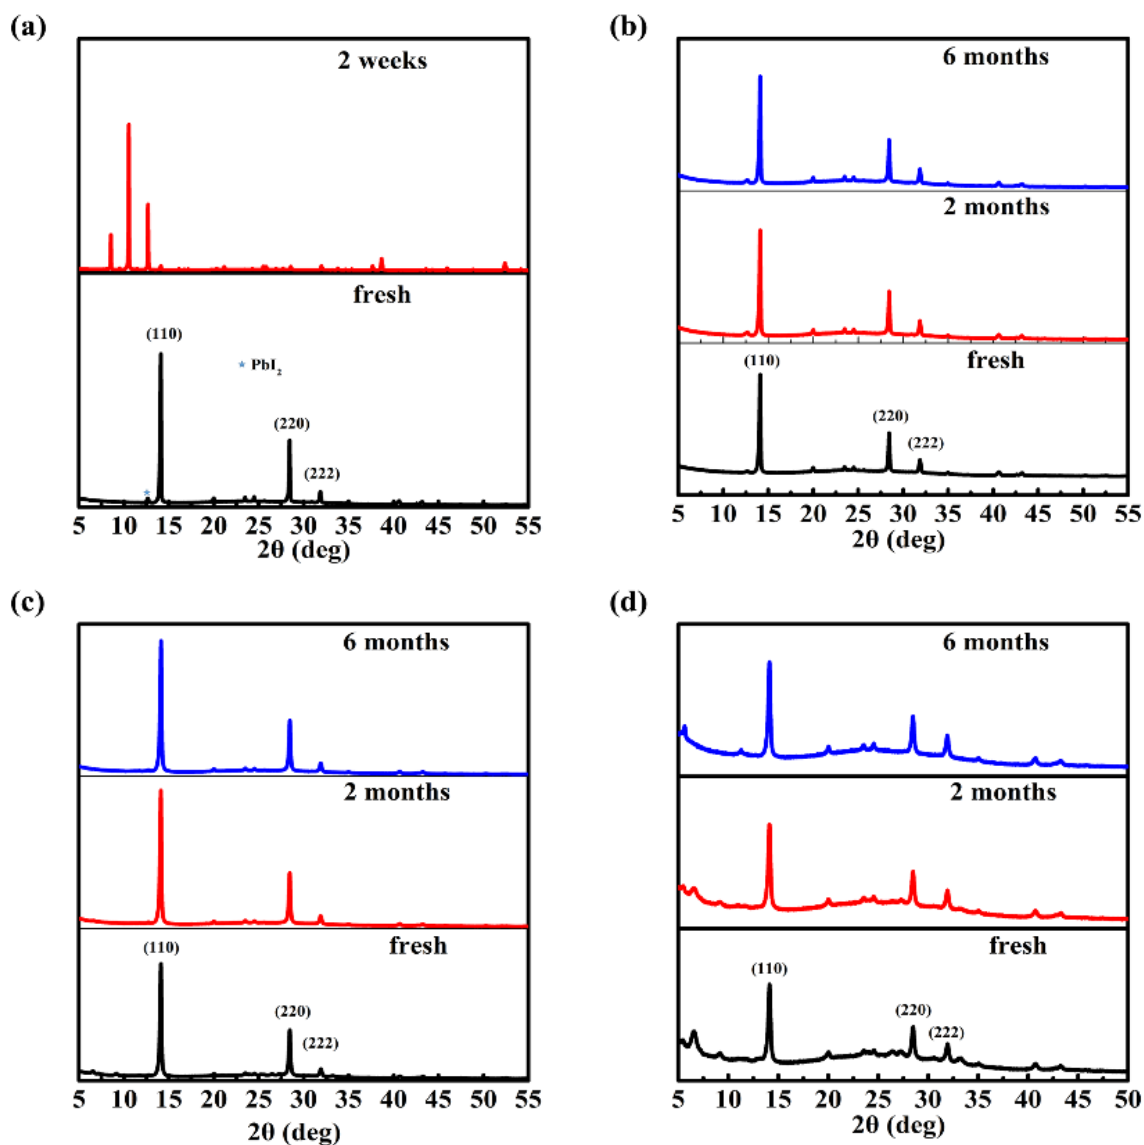 (a)
2 weeks
fresh
(110)
* PbI₂
(220)
(222)
*
5 10 15 20 25 30 35 40 45 50 55
2θ (deg)
(b)
6 months
2 months
fresh
(110)
(220)
(222)
5 10 15 20 25 30 35 40 45 50 55
2θ (deg)
(c)
6 months
2 months
fresh
(110)
(220)
(222)
5 10 15 20 25 30 35 40 45 50 55
2θ (deg)
(d)
6 months
2 months
fresh
(110)
(220)
(222)
5 10 15 20 25 30 35 40 45 50
2θ (deg)